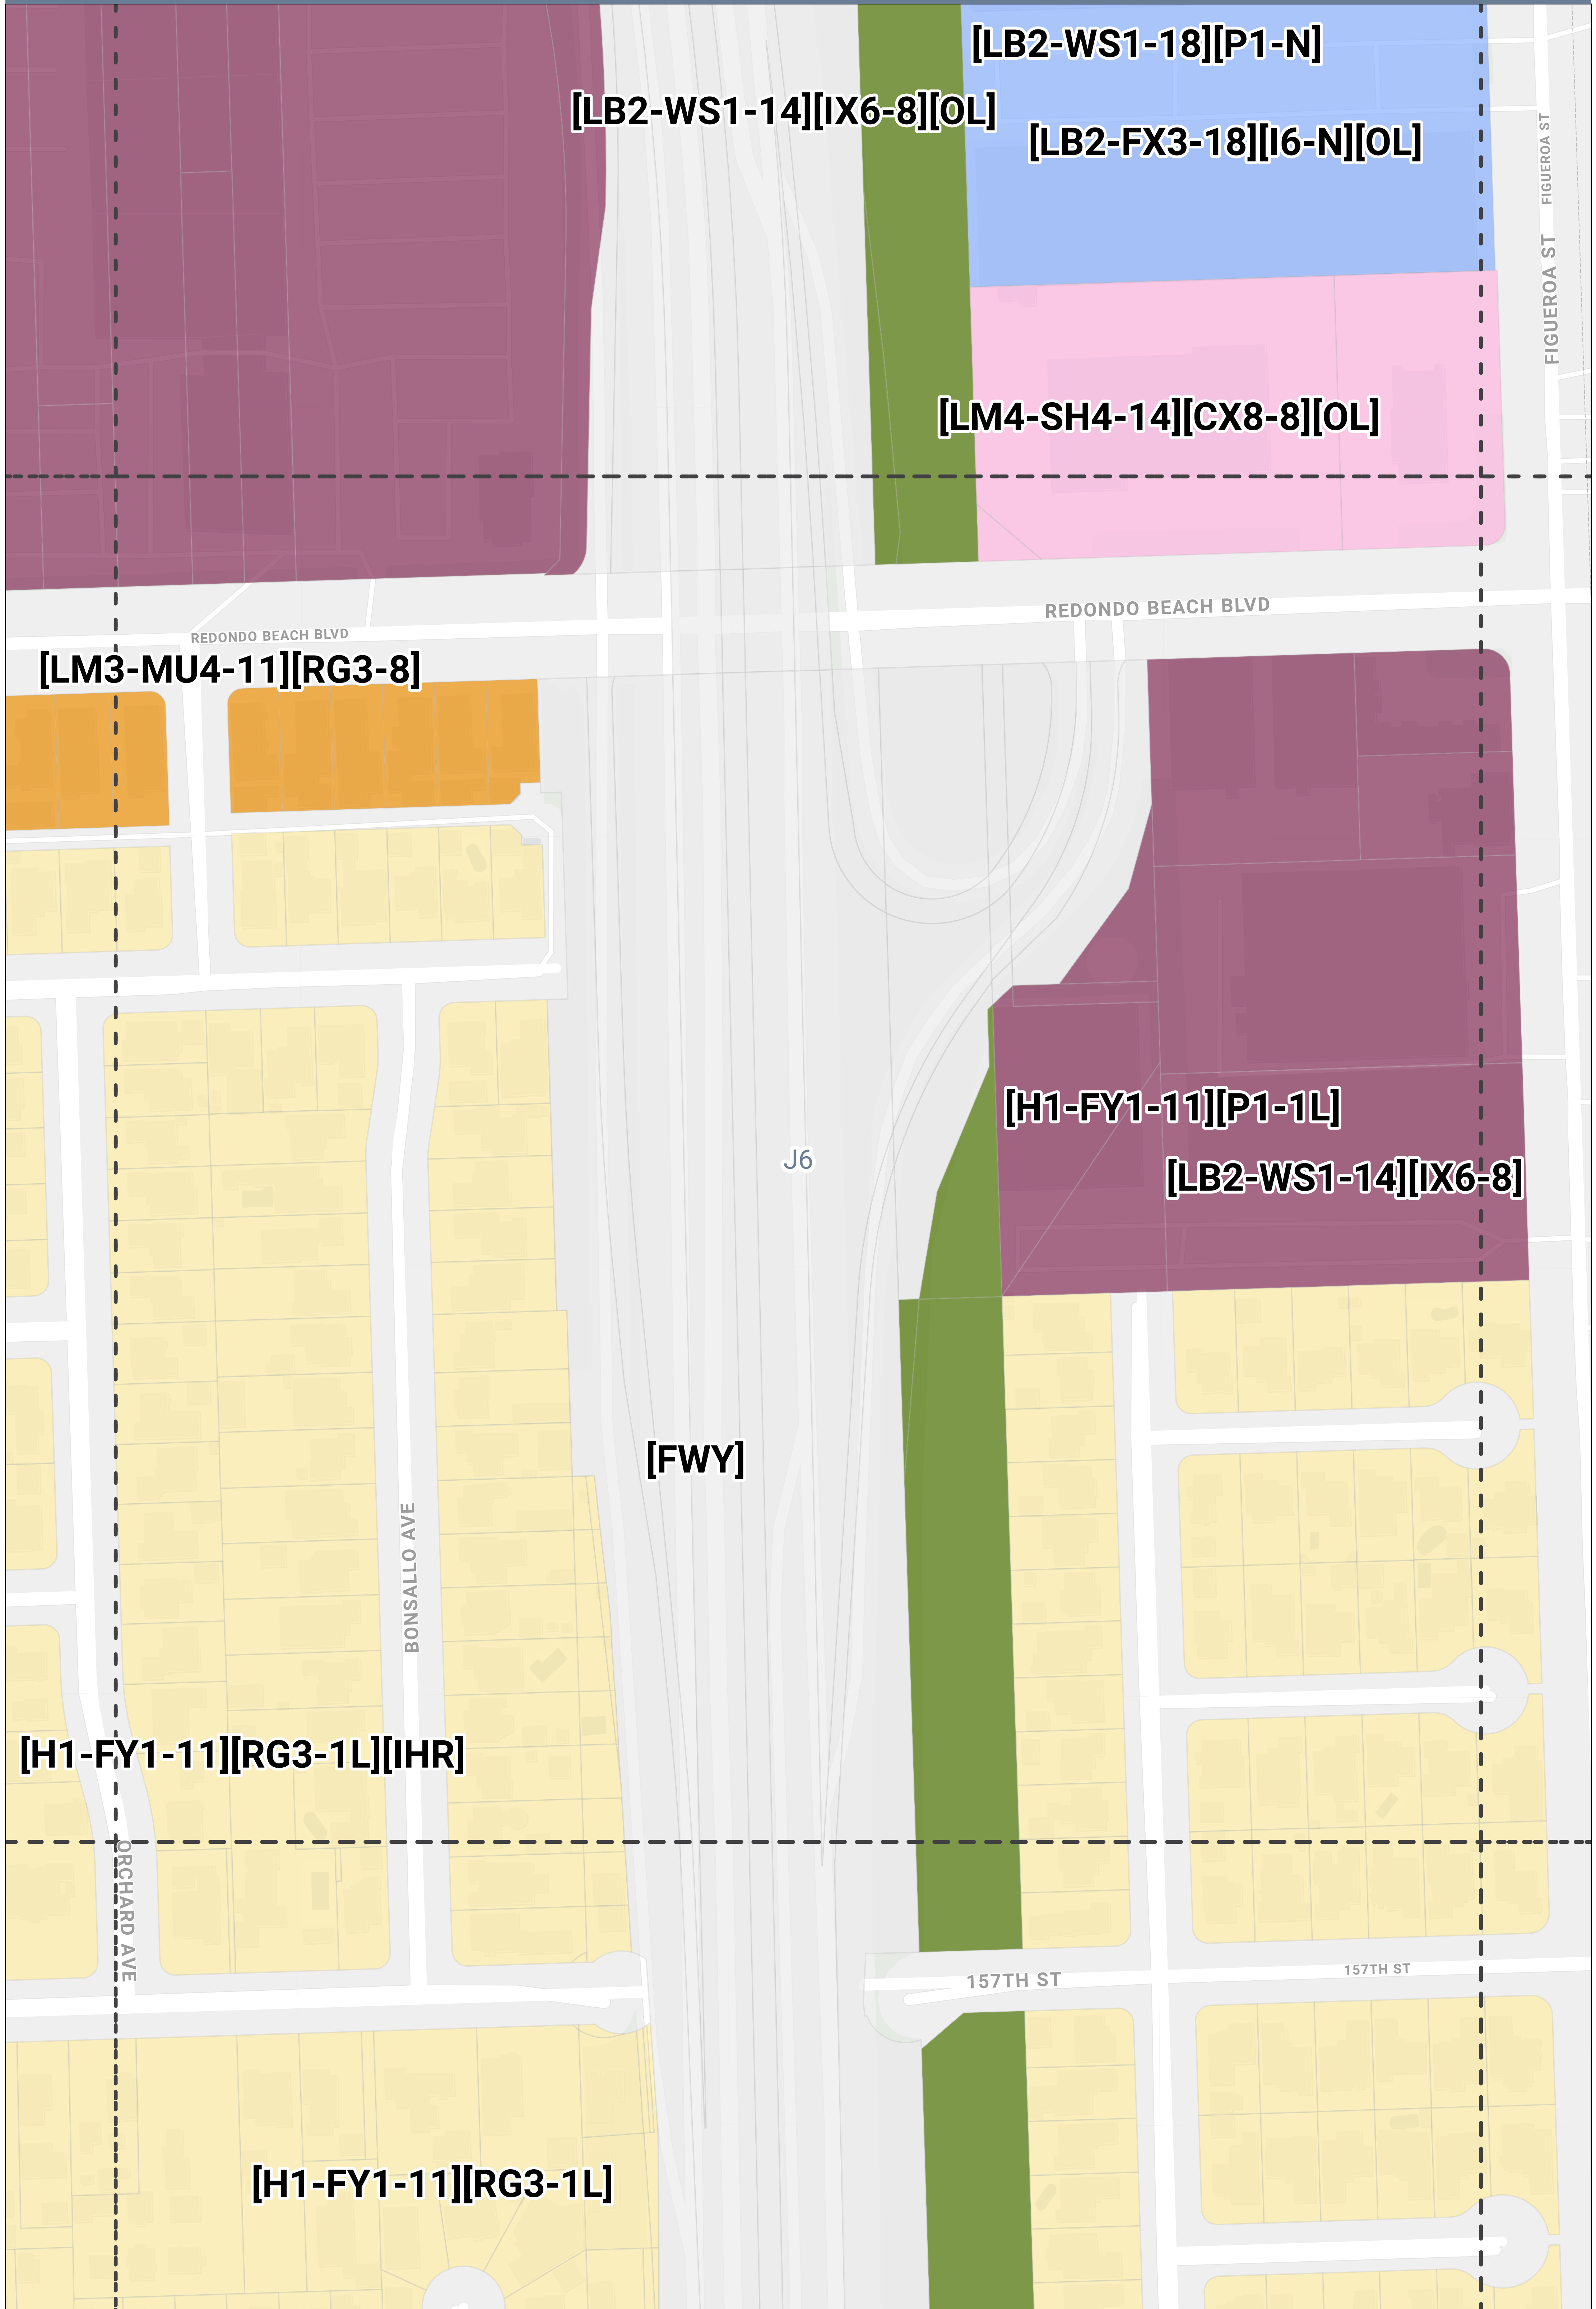 [LB2-WS1-18][P1-N]
[LB2-WS1-14][IX6-8][OL]
[LB2-FX3-18][I6-N][OL]
FIGUEROA ST
FIGUEROA ST
[LM4-SH4-14][CX8-8][OL]
REDONDO BEACH BLVD
REDONDO BEACH BLVD
[LM3-MU4-11][RG3-8]
[H1-FY1-11][P1-1L]
J6
[LB2-WS1-14][IX6-8]
[FWY]
BONSALLO AVE
[H1-FY1-11][RG3-1L][IHR]
ORCHARD AVE
157TH ST
157TH ST
[H1-FY1-11][RG3-1L]